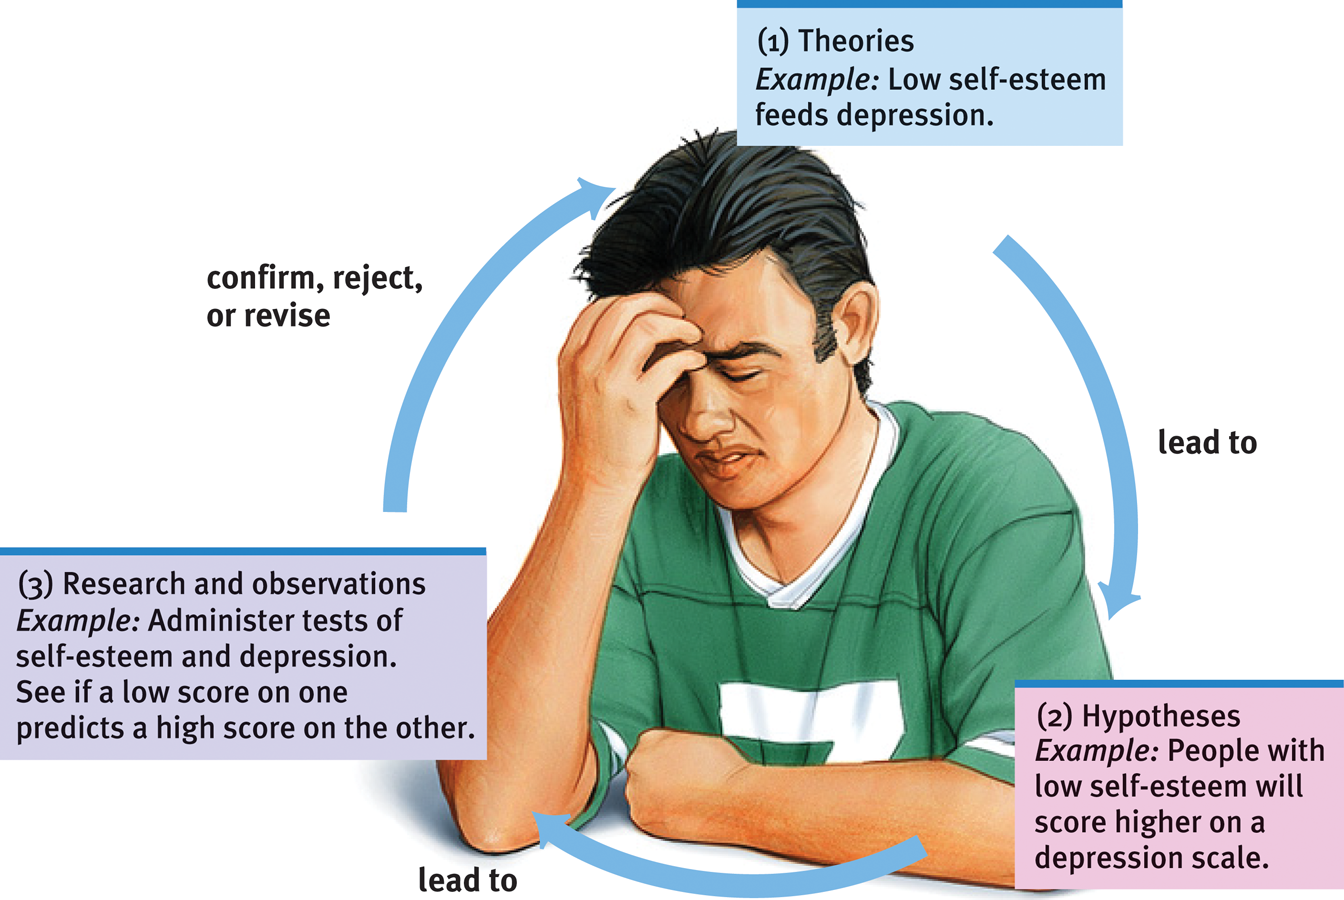 (1) Theories
Example: Low self-esteem
feeds depression.
confirm, reject,
or revise
lead to
(3) Research and observations
Example: Administer tests of
self-esteem and depression.
See if a low score on one
predicts a high score on the other.
(2) Hypotheses
Example: People with
low self-esteem will
score higher on a
depression scale.
lead to